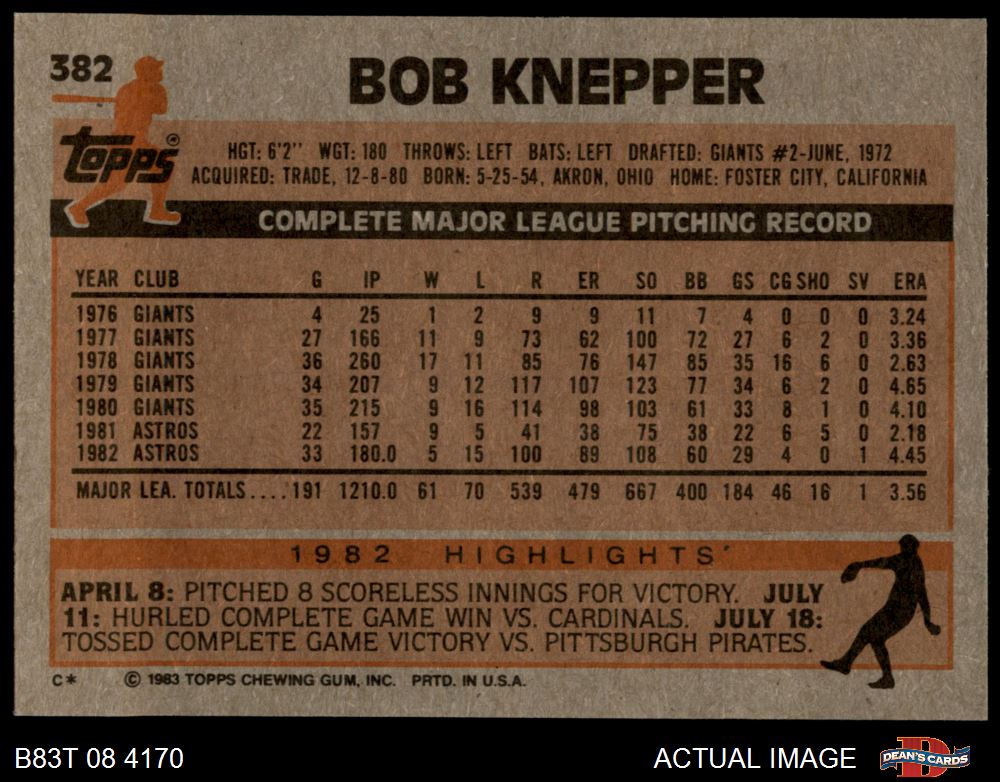 382
BOB KNEPPER
topps®
HGT: 6'2'' WGT: 180 THROWS: LEFT BATS: LEFT DRAFTED: GIANTS #2-JUNE, 1972
ACQUIRED: TRADE, 12-8-80 BORN: 5-25-54, AKRON, OHIO HOME: FOSTER CITY, CALIFORNIA
COMPLETE MAJOR LEAGUE PITCHING RECORD
YEAR CLUB G IP W L R ER SO BB GS CG SHO SV ERA
1976 GIANTS 4 25 1 2 9 9 11 7 4 0 0 0 3.24
1977 GIANTS 27 166 11 9 73 62 100 72 27 6 2 0 3.36
1978 GIANTS 36 260 17 11 85 76 147 85 35 16 6 0 2.63
1979 GIANTS 34 207 9 12 117 107 123 77 34 6 2 0 4.65
1980 GIANTS 35 215 9 16 114 98 103 61 33 8 1 0 4.10
1981 ASTROS 22 157 9 5 41 38 75 38 22 6 5 0 2.18
1982 ASTROS 33 180.0 5 15 100 89 108 60 29 4 0 1 4.45
MAJOR LEA. TOTALS....191 1210.0 61 70 539 479 667 400 184 46 16 1 3.56
1982 HIGHLIGHTS
APRIL 8: PITCHED 8 SCORELESS INNINGS FOR VICTORY. JULY
11: HURLED COMPLETE GAME WIN VS. CARDINALS. JULY 18:
TOSSED COMPLETE GAME VICTORY VS. PITTSBURGH PIRATES.
C* © 1983 TOPPS CHEWING GUM, INC. PRTD. IN U.S.A.
B83T 08 4170 ACTUAL IMAGE DEAN'S CARDS